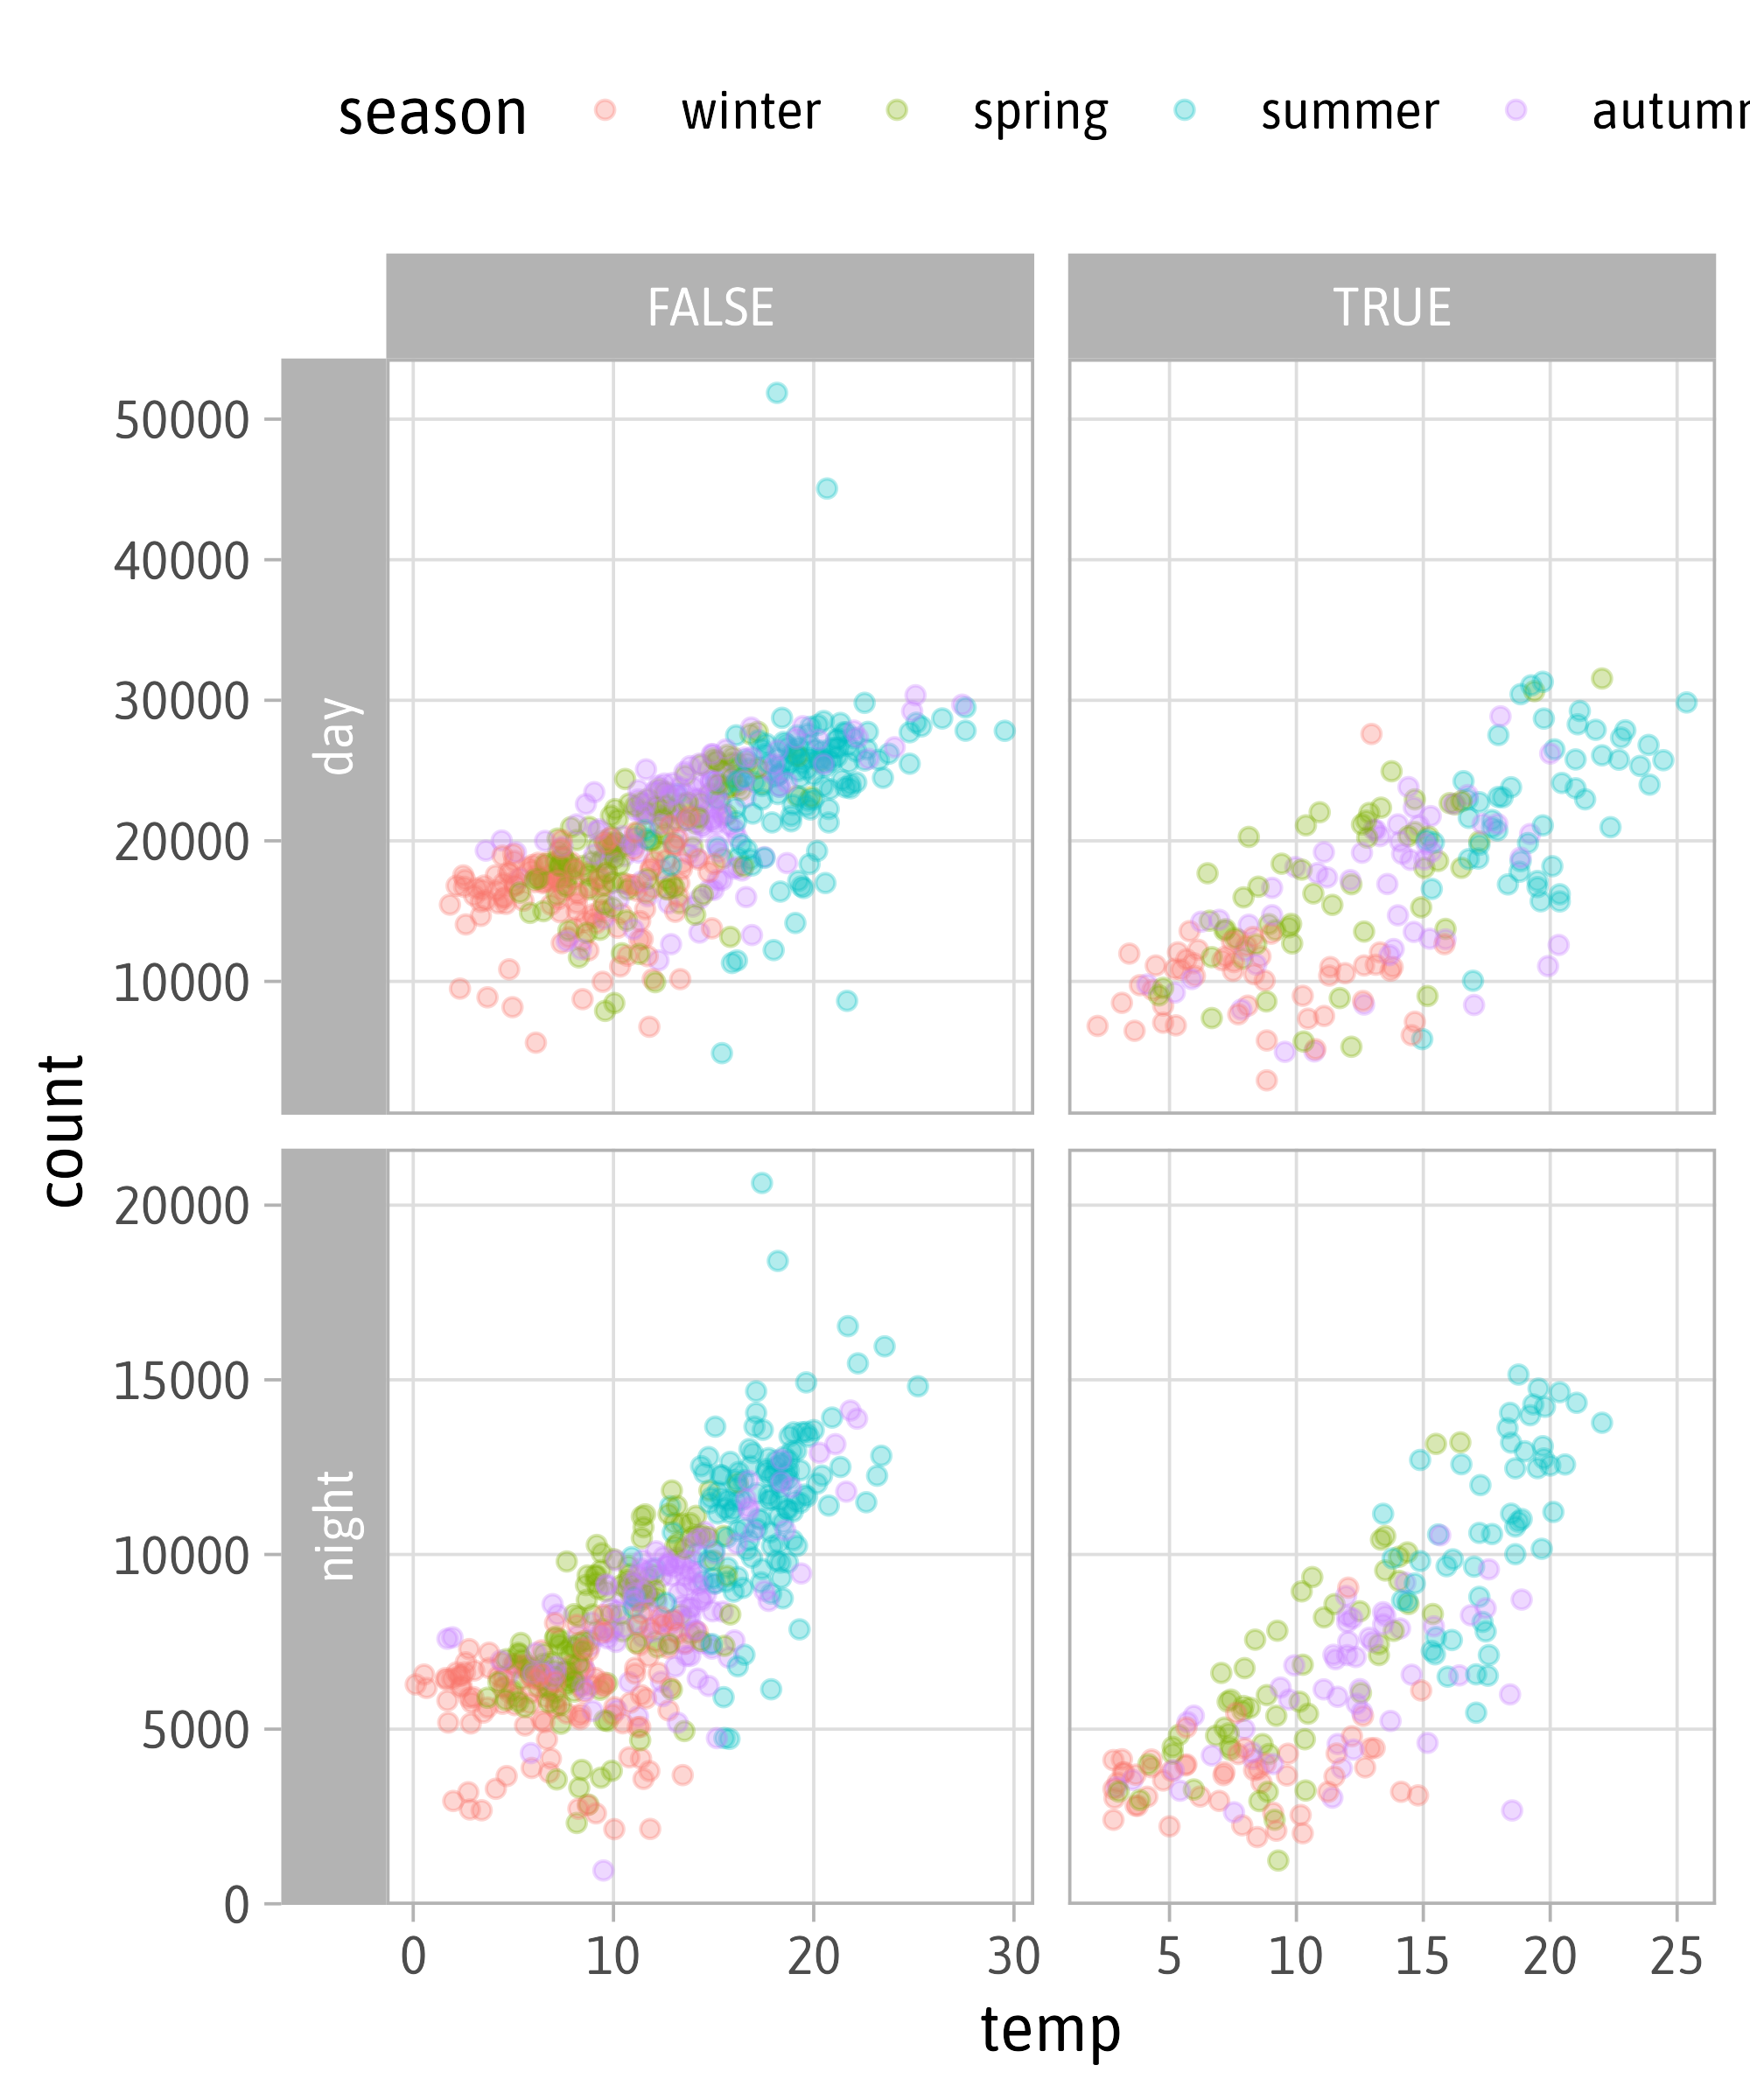 season winter spring summer autumn
FALSE TRUE
50000
40000
30000
20000
10000
day
count
20000
15000
10000
5000
0
night
0 10 20 30 5 10 15 20 25
temp